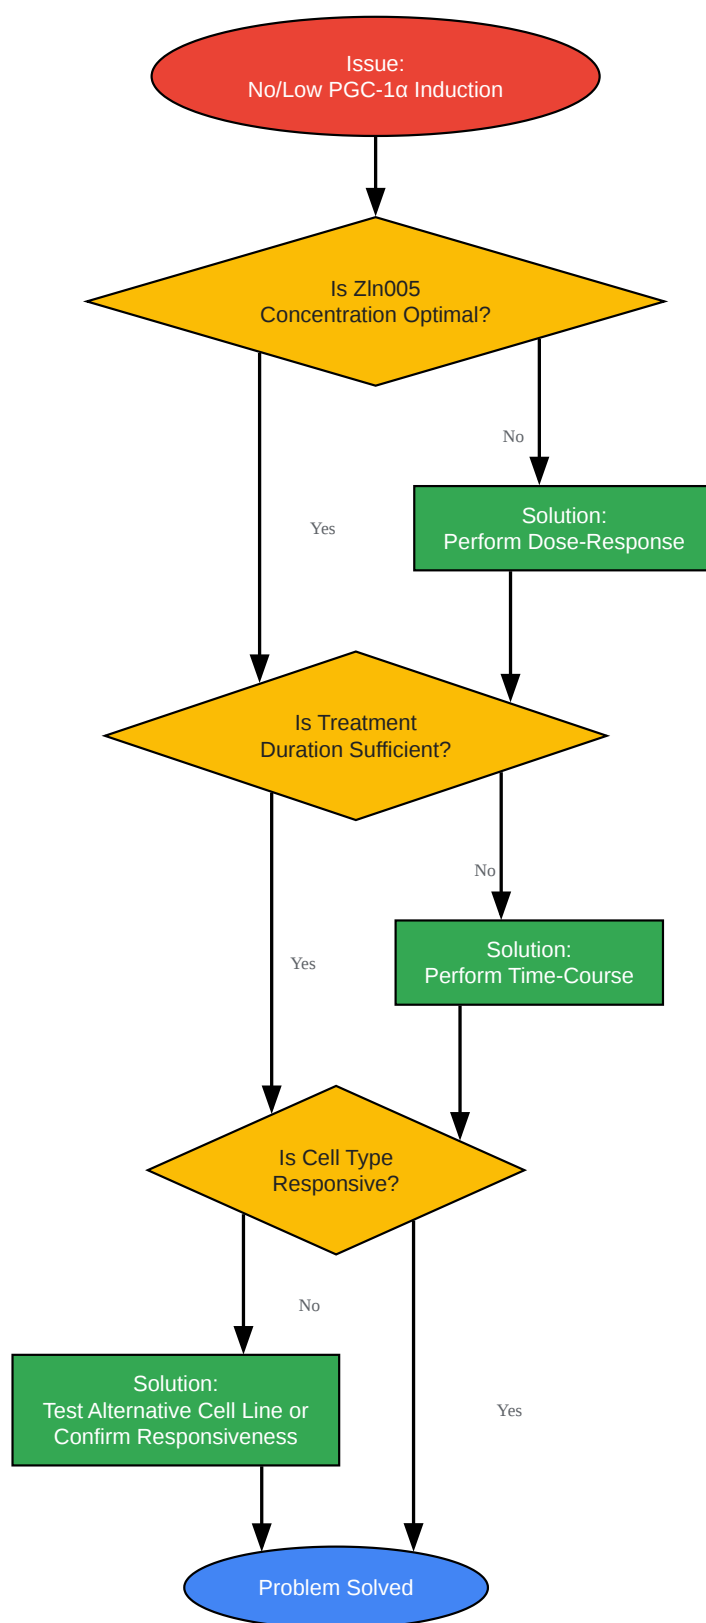 Issue:
No/Low PGC-1α Induction
Is Zln005
Concentration Optimal?
No
Solution:
Perform Dose-Response
Yes
Is Treatment
Duration Sufficient?
No
Solution:
Perform Time-Course
Yes
Is Cell Type
Responsive?
No
Solution:
Test Alternative Cell Line or
Confirm Responsiveness
Yes
Problem Solved